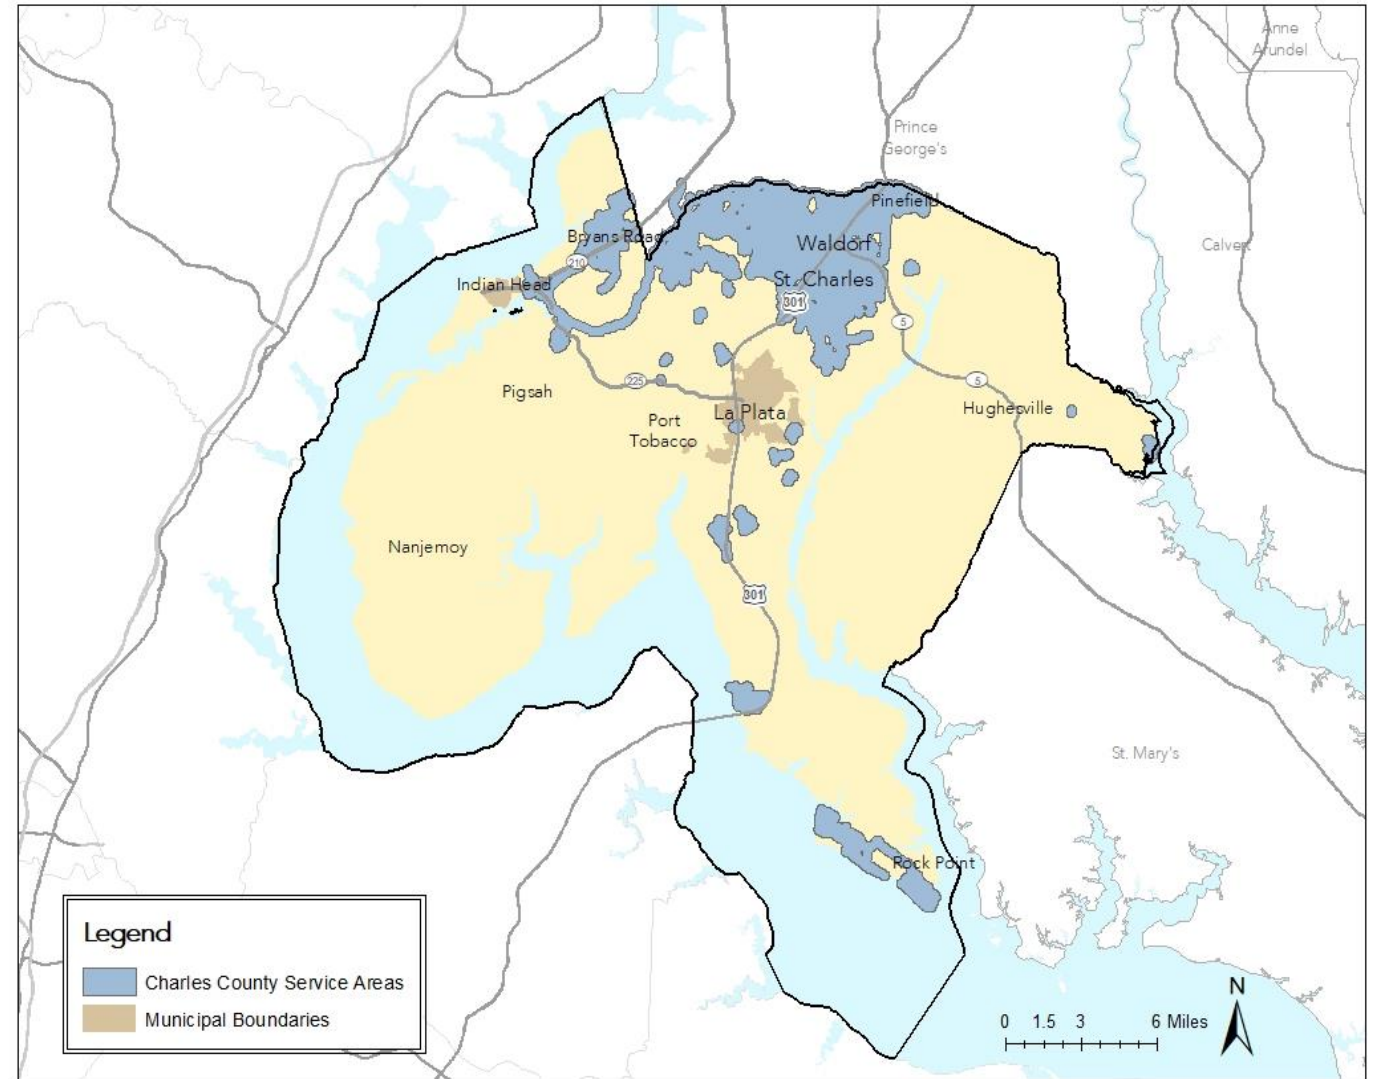 Anne
Arundel
Prince
George's
Pinefield
Bryans Road
Waldorf
Calvert
210
Indian Head
St. Charles
301
5
225
5
Pigsah
Hughesville
La Plata
Port
Tobacco
Nanjemoy
301
St. Mary's
Rock Point
Legend
Charles County Service Areas
Municipal Boundaries
N
0 1.5 3 6 Miles